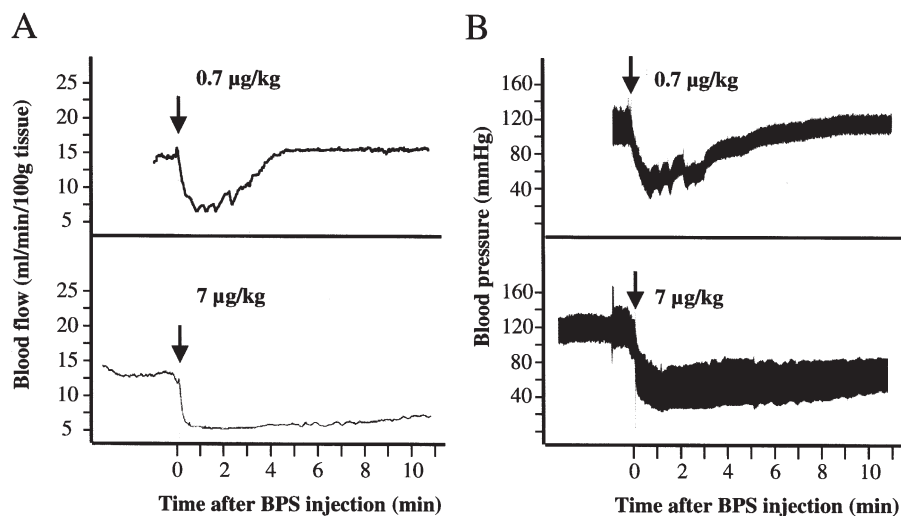 A
B
Blood flow (ml/min/100g tissue)
0.7 µg/kg
25
20
15
10
5
7 µg/kg
25
20
15
10
5
0 2 4 6 8 10
Time after BPS injection (min)
Blood pressure (mmHg)
0.7 µg/kg
160
120
80
40
7 µg/kg
160
120
80
40
0 2 4 6 8 10
Time after BPS injection (min)